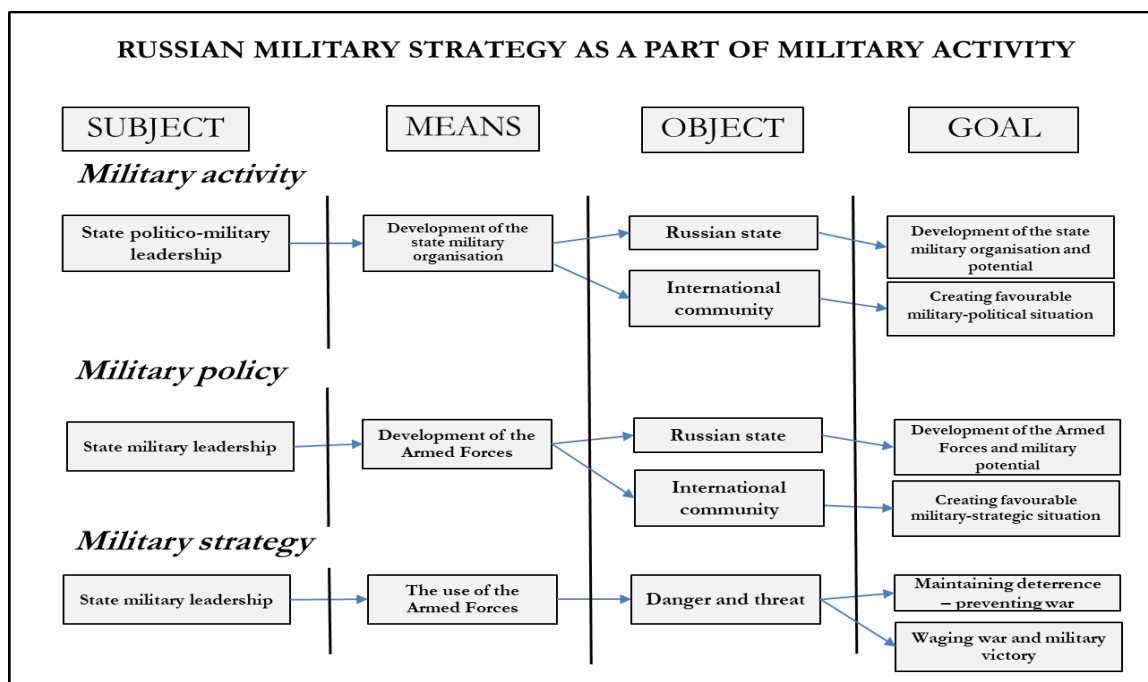 RUSSIAN MILITARY STRATEGY AS A PART OF MILITARY ACTIVITY
SUBJECT
MEANS
OBJECT
GOAL
Military activity
State politico-military
leadership
Development of the
state military
organisation
Russian state
International
community
Development of the state
military organisation and
potential
Creating favourable
military-political situation
Military policy
State military leadership
Development of the
Armed Forces
Russian state
International
community
Development of the Armed
Forces and military
potential
Creating favourable
military-strategic situation
Military strategy
State military leadership
The use of the
Armed Forces
Danger and threat
Maintaining deterrence
– preventing war
Waging war and military
victory